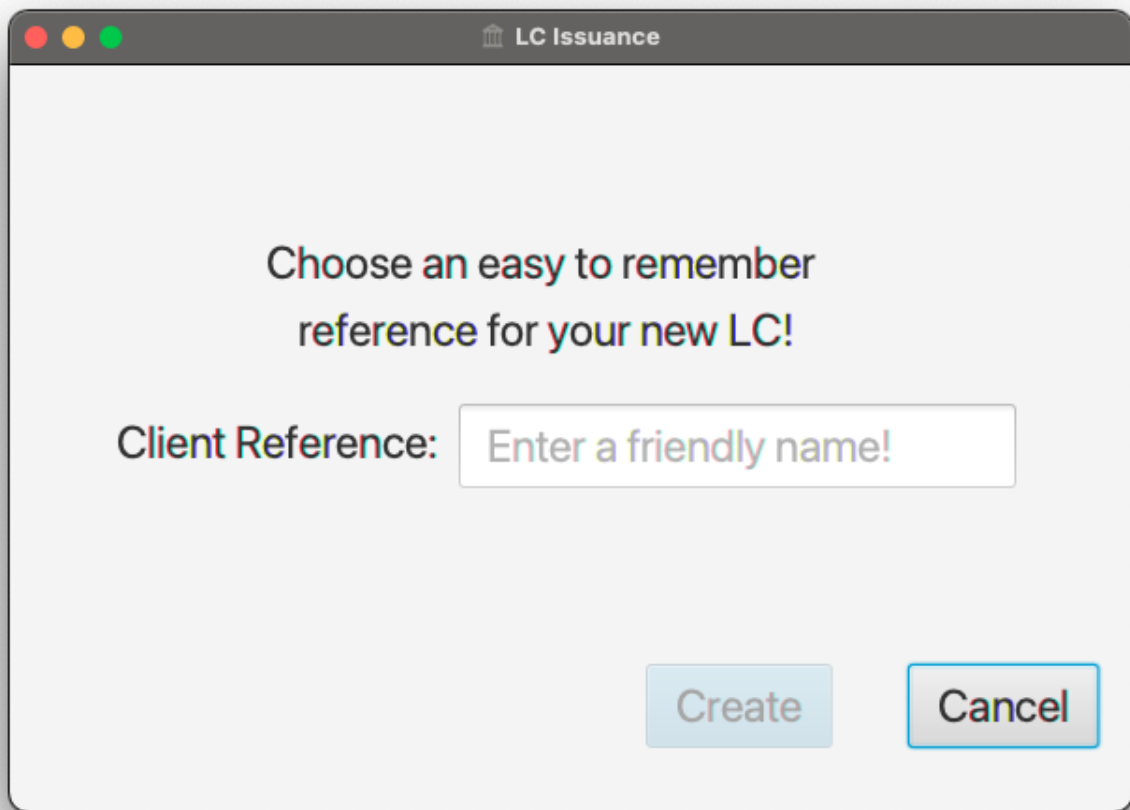 LC Issuance
Choose an easy to remember
reference for your new LC!
Client Reference: Enter a friendly name!
Create Cancel